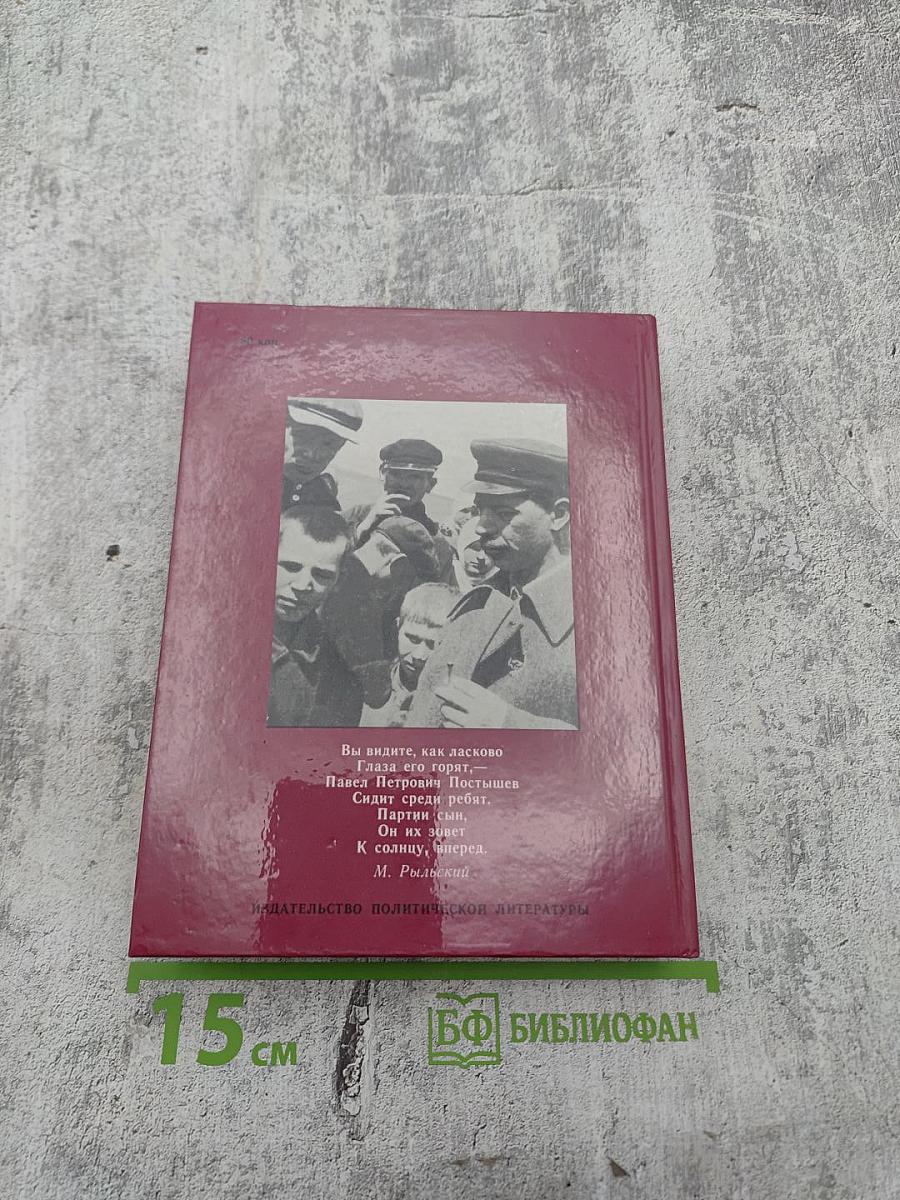 коп
Вы видите, как ласково
Глаза его горят,—
Павел Петрович Постышев
Сидит среди ребят.
Партии сын,
Он их зовет
К солнцу, вперед.
М. Рыльский
ИЗДАТЕЛЬСТВО ПОЛИТИЧЕСКОЙ ЛИТЕРАТУРЫ
15 см
БФ БИБЛИОФАН